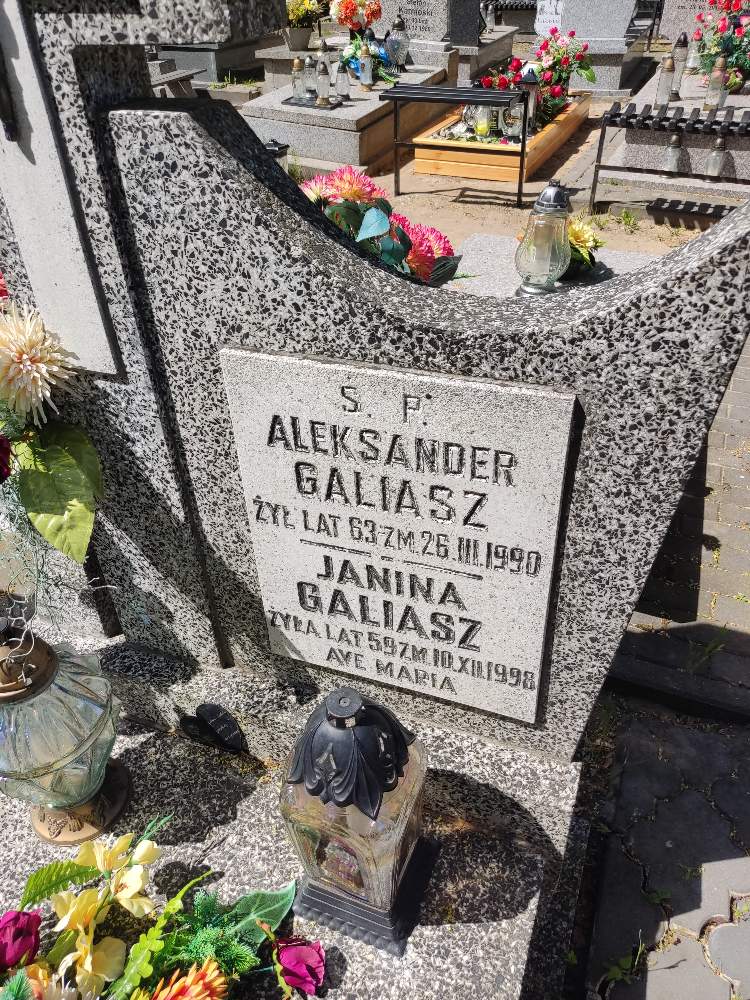 S. P.
ALEKSANDER
GALIASZ
ŻYŁ LAT 63 ZM. 26.III.1990
JANINA
GALIASZ
ŻYŁA LAT 59 ZM. 10.XII.1998
AVE MARIA